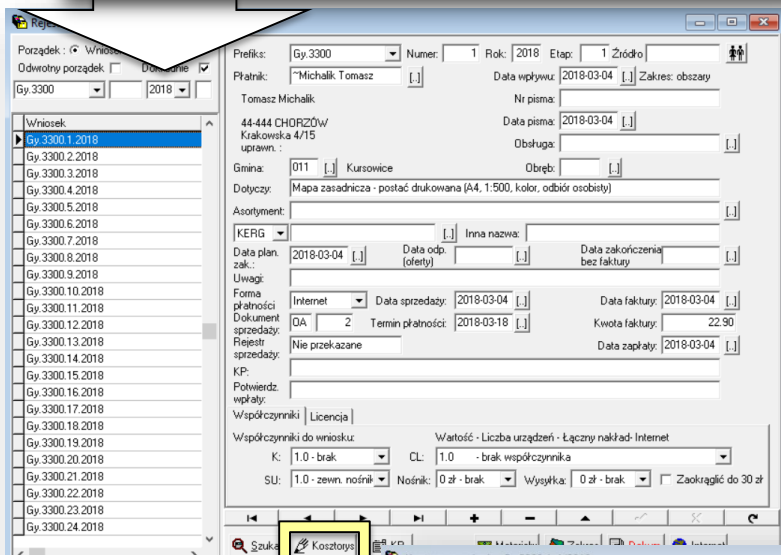 Rejes
Porządek : Wniosek
Odwrotny porządek
Gy.3300 2018
Wniosek
Gy.3300.1.2018
Gy.3300.2.2018
Gy.3300.3.2018
Gy.3300.4.2018
Gy.3300.5.2018
Gy.3300.6.2018
Gy.3300.7.2018
Gy.3300.8.2018
Gy.3300.9.2018
Gy.3300.10.2018
Gy.3300.11.2018
Gy.3300.12.2018
Gy.3300.13.2018
Gy.3300.14.2018
Gy.3300.15.2018
Gy.3300.16.2018
Gy.3300.17.2018
Gy.3300.18.2018
Gy.3300.19.2018
Gy.3300.20.2018
Gy.3300.21.2018
Gy.3300.22.2018
Gy.3300.23.2018
Gy.3300.24.2018
Prefiks: Gy.3300 Numer: 1 Rok: 2018 Etap: 1 Źródło
Płatnik: ~Michalik Tomasz [..] Data wpływu: 2018-03-04 [..] Zakres: obszary
Tomasz Michalik Nr pisma:
44-444 CHORZÓW Data pisma: 2018-03-04 [..]
Krakowska 4/15
uprawn. : Obsługa: [..]
Gmina: 011 [..] Kursowice Obręb: [..]
Dotyczy: Mapa zasadnicza - postać drukowana (A4, 1:500, kolor, odbiór osobisty)
Asortyment: [..]
KERG [..] Inna nazwa:
Data plan. zak.: 2018-03-04 [..] Data odp. (oferty) [..] Data zakończenia bez faktury [..]
Uwagi:
Forma płatności Internet Data sprzedaży: 2018-03-04 [..] Data faktury: 2018-03-04 [..]
Dokument sprzedaży: OA 2 Termin płatności: 2018-03-18 [..] Kwota faktury: 22.90
Rejestr sprzedaży: Nie przekazane Data zapłaty: 2018-03-04 [..]
KP:
Potwierdz. wpłaty:
Współczynniki Licencja
Współczynniki do wniosku: Wartość - Liczba urządzeń - Łączny nakład- Internet
K: 1.0 - brak CL: 1.0 - brak współczynnika
SU: 1.0 - zewn. nośnik Nośnik: 0 zł - brak Wysyłka: 0 zł - brak Zaokrąglić do 30 zł
Szuka Kosztorys